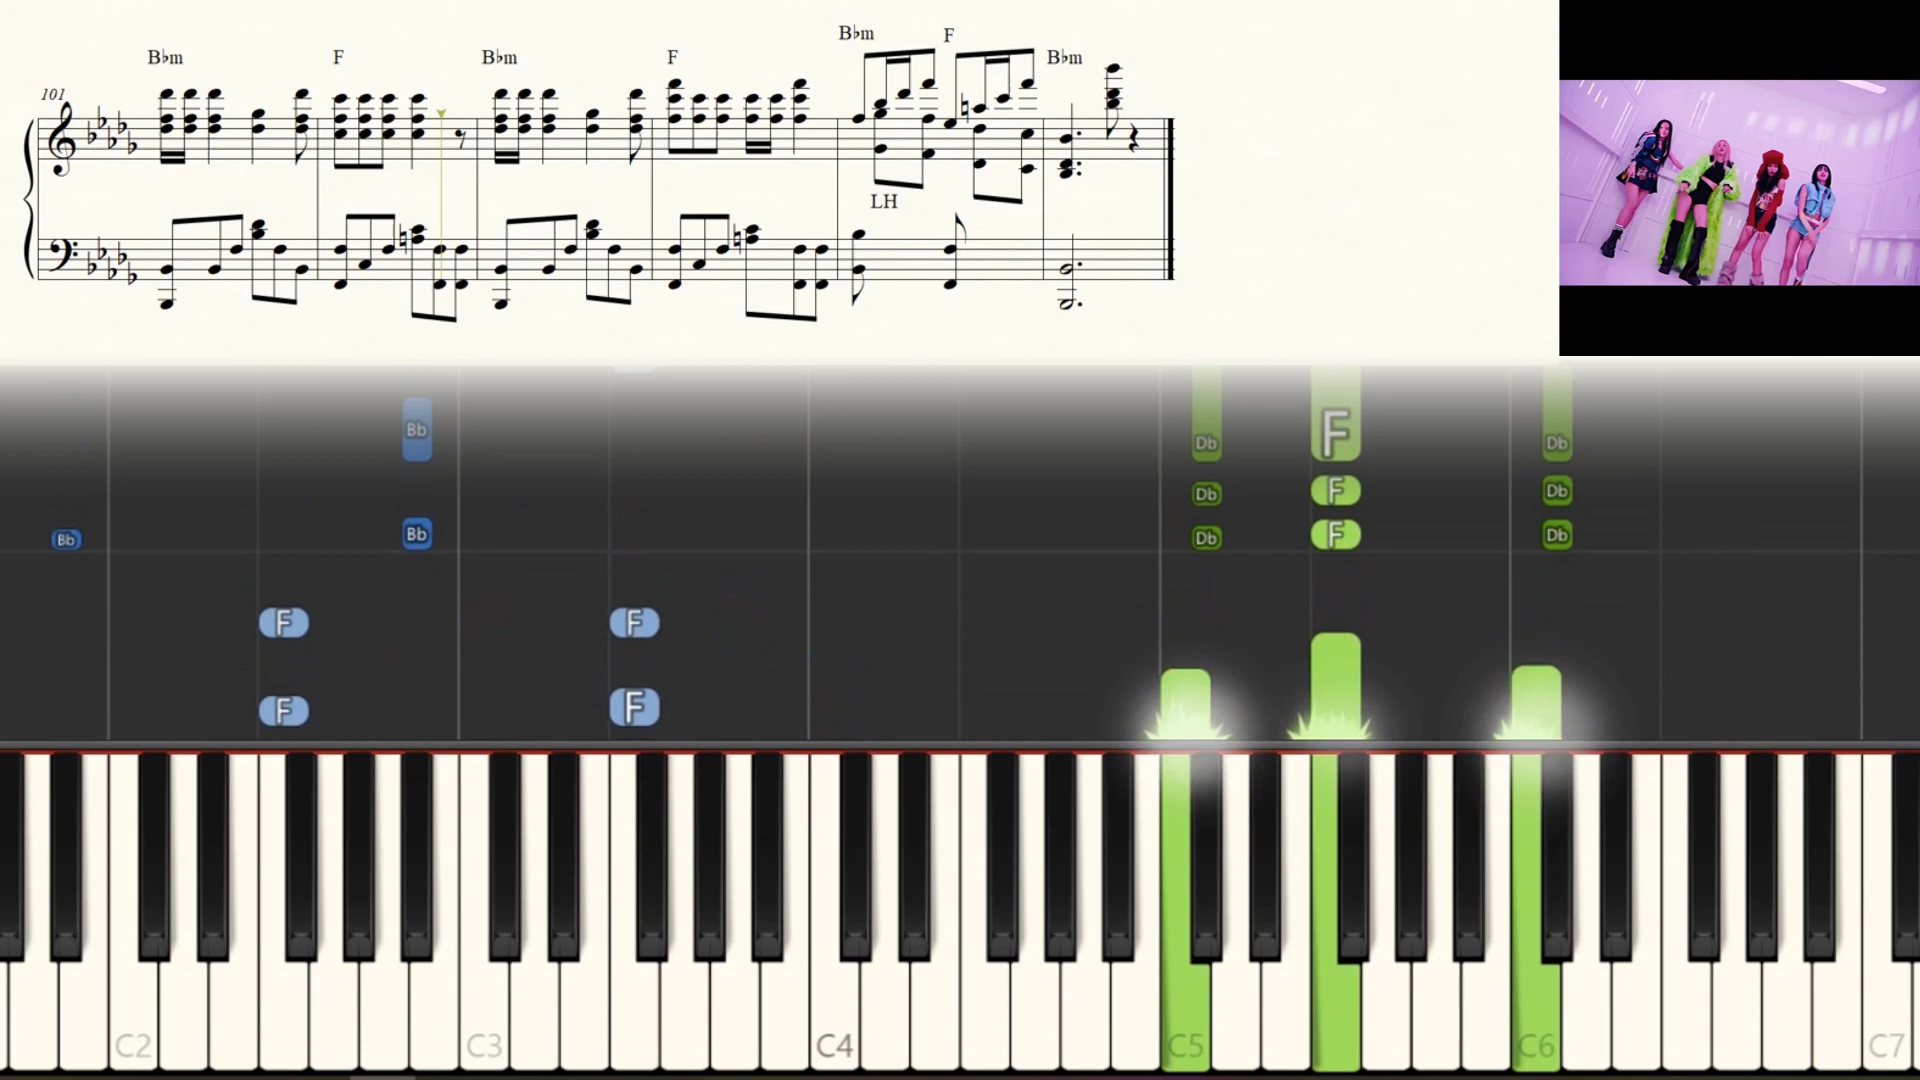 B♭m F B♭m F B♭m F B♭m
101
LH
Bb Db F Db
Bb Bb Db F Db
Db F Db
F F
F F
C2 C3 C4 C5 C6 C7